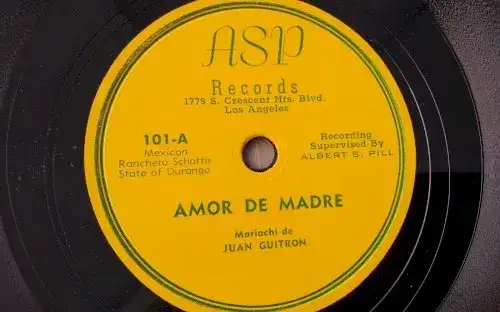 ASP
Records
1775 S. Crescent Hts. Blvd.
Los Angeles
101-A
Mexican
Ranchero Schottis
State of Durango
Recording
Supervised By
ALBERT S. PILL
AMOR DE MADRE
Mariachi de
JUAN GUITRON